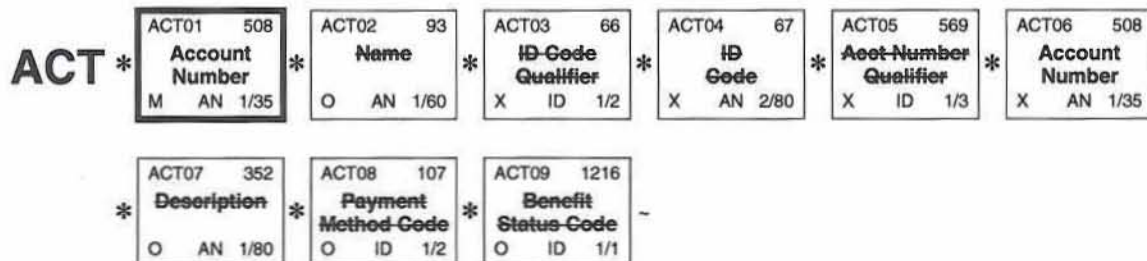 ACT01 508 ACT02 93 ACT03 66 ACT04 67 ACT05 569 ACT06 508
ACT * Account Number * Name * ID Code Qualifier * ID Code * Acct Number Qualifier * Account Number
M AN 1/35 O AN 1/60 X ID 1/2 X AN 2/80 X ID 1/3 X AN 1/35
ACT07 352 ACT08 107 ACT09 1216
* Description * Payment Method Code * Benefit Status Code ~
O AN 1/80 O ID 1/2 O ID 1/1